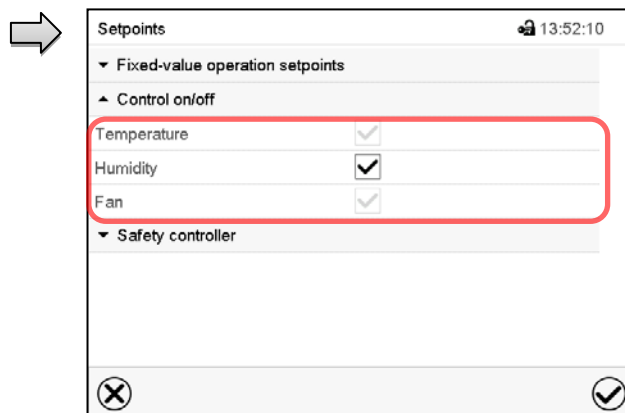 Setpoints 13:52:10
Fixed-value operation setpoints
Control on/off
Temperature
Humidity
Fan
Safety controller